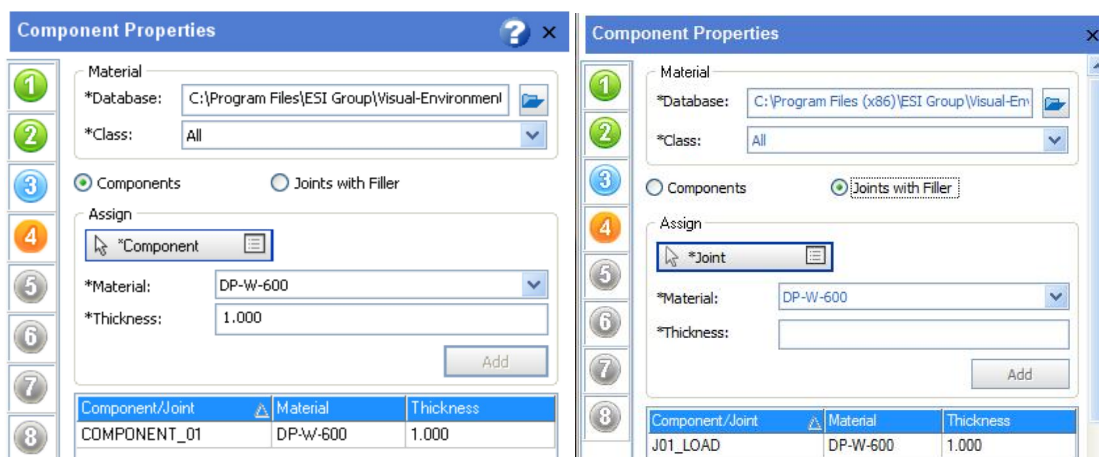 Component Properties
?
1
2
3
4
5
6
7
8
Material
*Database: C:\Program Files\ESI Group\Visual-Environment
*Class: All
Components Joints with Filler
Assign
*Component
*Material: DP-W-600
*Thickness: 1.000
Add
Component/Joint Material Thickness
COMPONENT_01 DP-W-600 1.000
Component Properties
1
2
3
4
5
6
7
8
Material
*Database: C:\Program Files (x86)\ESI Group\Visual-Env
*Class: All
Components Joints with Filler
Assign
*Joint
*Material: DP-W-600
*Thickness:
Add
Component/Joint Material Thickness
J01_LOAD DP-W-600 1.000